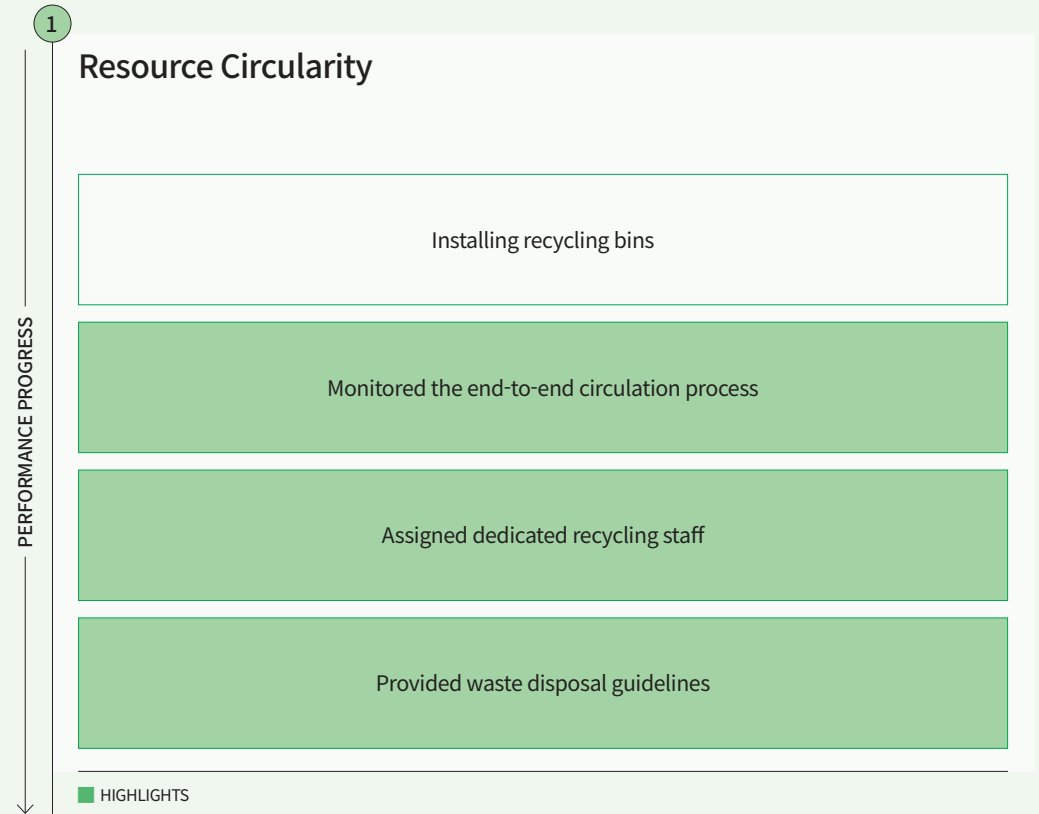 1
Resource Circularity
PERFORMANCE PROGRESS
Installing recycling bins
Monitored the end-to-end circulation process
Assigned dedicated recycling staff
Provided waste disposal guidelines
HIGHLIGHTS